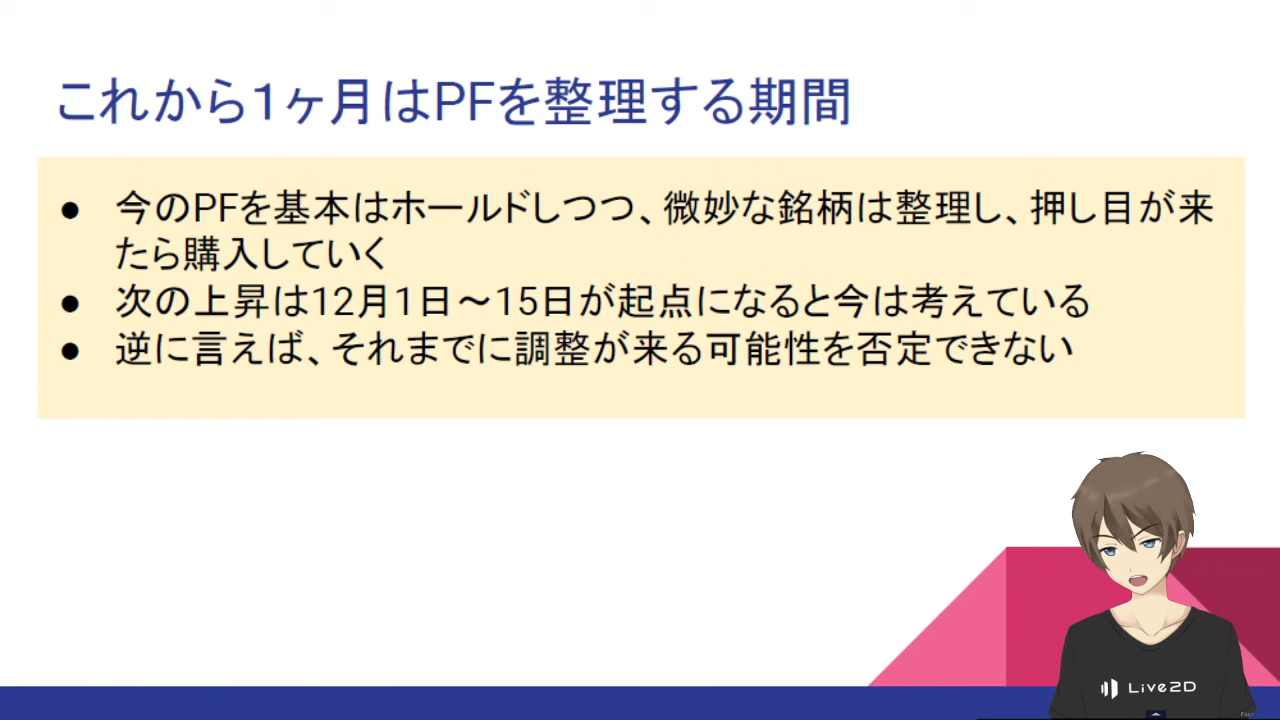 これから1ヶ月はPFを整理する期間
● 今のPFを基本はホールドしつつ、微妙な銘柄は整理し、押し目が来
たら購入していく
● 次の上昇は12月1日～15日が起点になると今は考えている
● 逆に言えば、それまでに調整が来る可能性を否定できない
Live2D